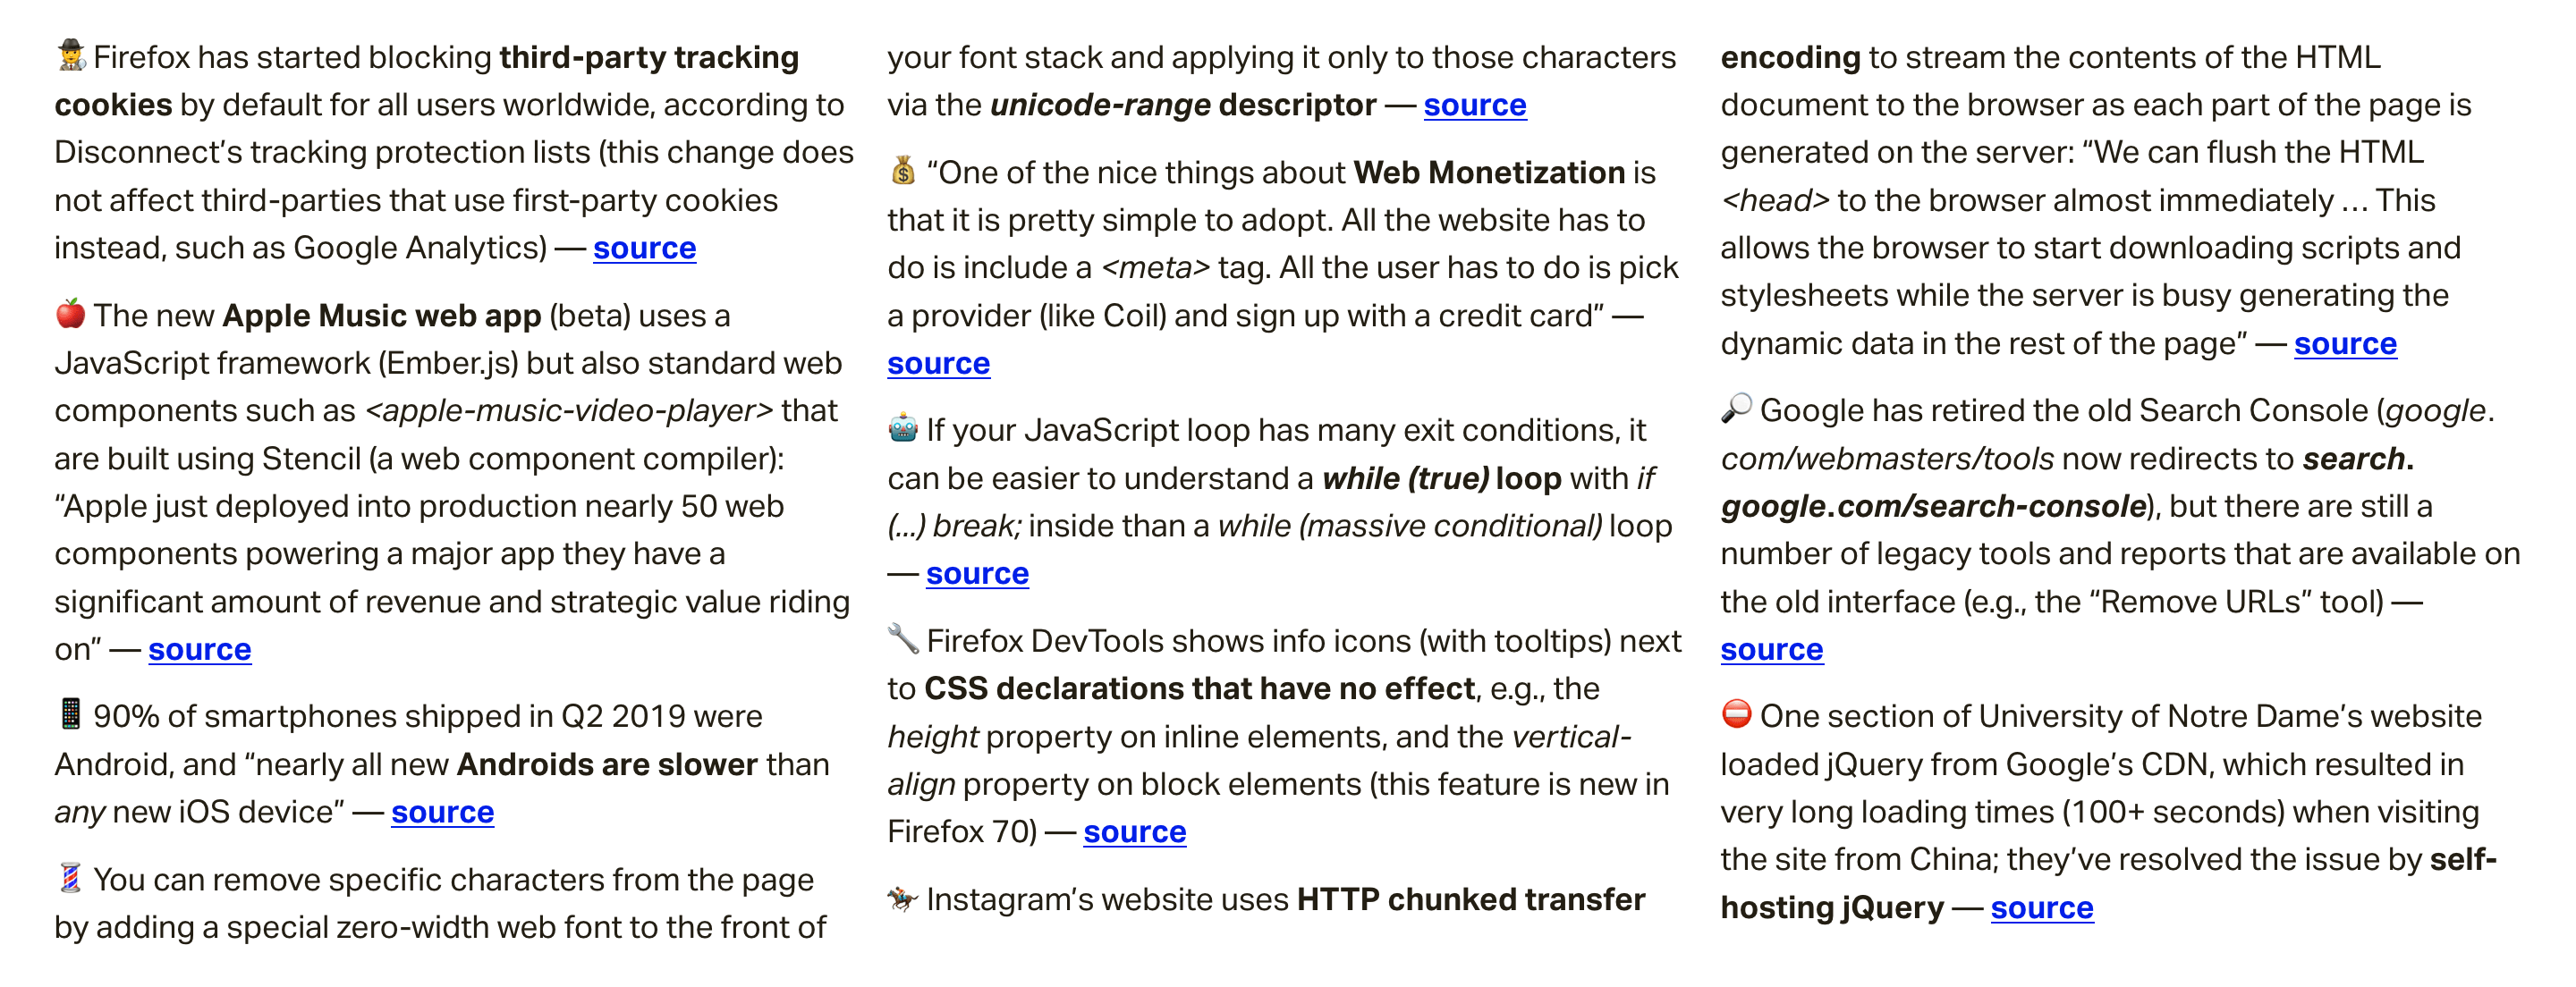 🕵️ Firefox has started blocking third-party tracking
cookies by default for all users worldwide, according to
Disconnect’s tracking protection lists (this change does
not affect third-parties that use first-party cookies
instead, such as Google Analytics) — source
🍎 The new Apple Music web app (beta) uses a
JavaScript framework (Ember.js) but also standard web
components such as <apple-music-video-player> that
are built using Stencil (a web component compiler):
“Apple just deployed into production nearly 50 web
components powering a major app they have a
significant amount of revenue and strategic value riding
on” — source
📱 90% of smartphones shipped in Q2 2019 were
Android, and “nearly all new Androids are slower than
any new iOS device” — source
💈 You can remove specific characters from the page
by adding a special zero-width web font to the front of
your font stack and applying it only to those characters
via the unicode-range descriptor — source
💰 “One of the nice things about Web Monetization is
that it is pretty simple to adopt. All the website has to
do is include a <meta> tag. All the user has to do is pick
a provider (like Coil) and sign up with a credit card” —
source
🤖 If your JavaScript loop has many exit conditions, it
can be easier to understand a while (true) loop with if
(…) break; inside than a while (massive conditional) loop
— source
🔧 Firefox DevTools shows info icons (with tooltips) next
to CSS declarations that have no effect, e.g., the
height property on inline elements, and the vertical-
align property on block elements (this feature is new in
Firefox 70) — source
🏇 Instagram’s website uses HTTP chunked transfer
encoding to stream the contents of the HTML
document to the browser as each part of the page is
generated on the server: “We can flush the HTML
<head> to the browser almost immediately … This
allows the browser to start downloading scripts and
stylesheets while the server is busy generating the
dynamic data in the rest of the page” — source
🔎 Google has retired the old Search Console (google.
com/webmasters/tools now redirects to search.
google.com/search-console), but there are still a
number of legacy tools and reports that are available on
the old interface (e.g., the “Remove URLs” tool) —
source
⛔ One section of University of Notre Dame’s website
loaded jQuery from Google’s CDN, which resulted in
very long loading times (100+ seconds) when visiting
the site from China; they’ve resolved the issue by self-
hosting jQuery — source